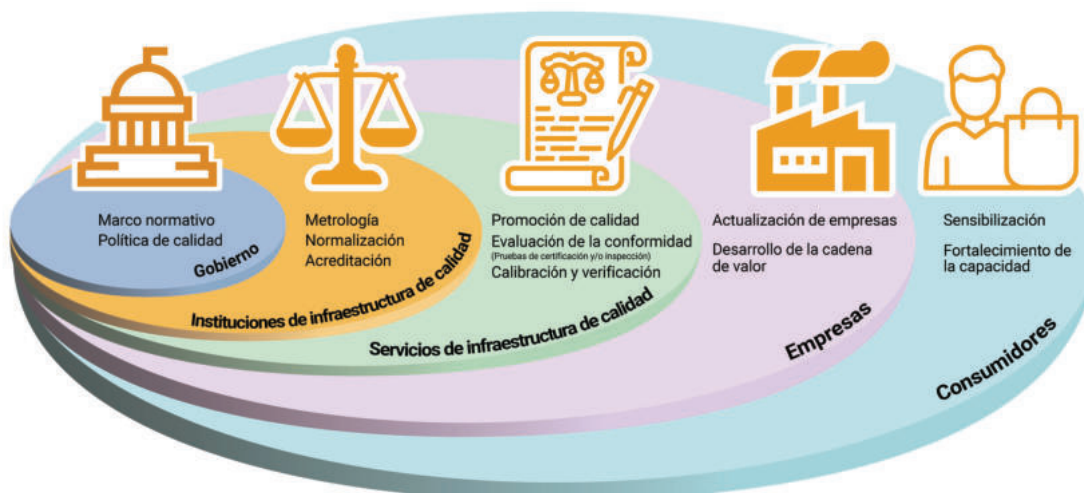 Marco normativo
Política de calidad
Gobierno
Metrología
Normalización
Acreditación
Instituciones de infraestructura de calidad
Promoción de calidad
Evaluación de la conformidad
(Pruebas de certificación y/o inspección)
Calibración y verificación
Servicios de infraestructura de calidad
Actualización de empresas
Desarrollo de la cadena
de valor
Empresas
Sensibilización
Fortalecimiento de
la capacidad
Consumidores